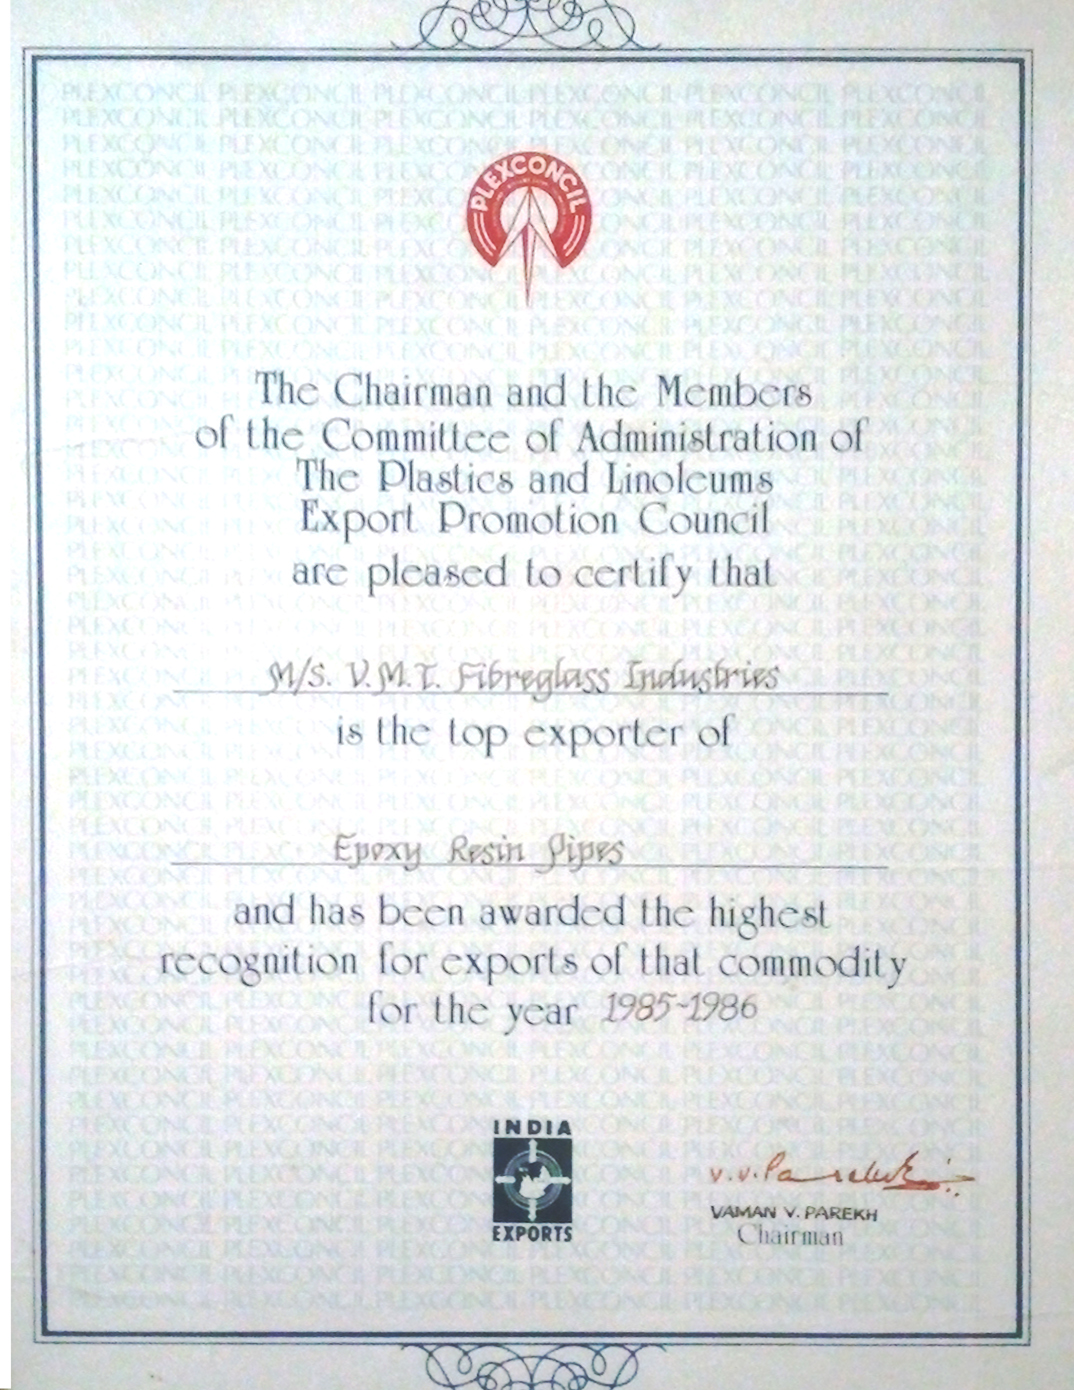 PLEXCONCIL
The Chairman and the Members
of the Committee of Administration of
The Plastics and Linoleums
Export Promotion Council
are pleased to certify that
M/S. V.M.T. Fibreglass Industries
is the top exporter of
Epoxy Resin Pipes
and has been awarded the highest
recognition for exports of that commodity
for the year 1985-1986
INDIA
EXPORTS
V.V.Parekh
VAMAN V. PAREKH
Chairman